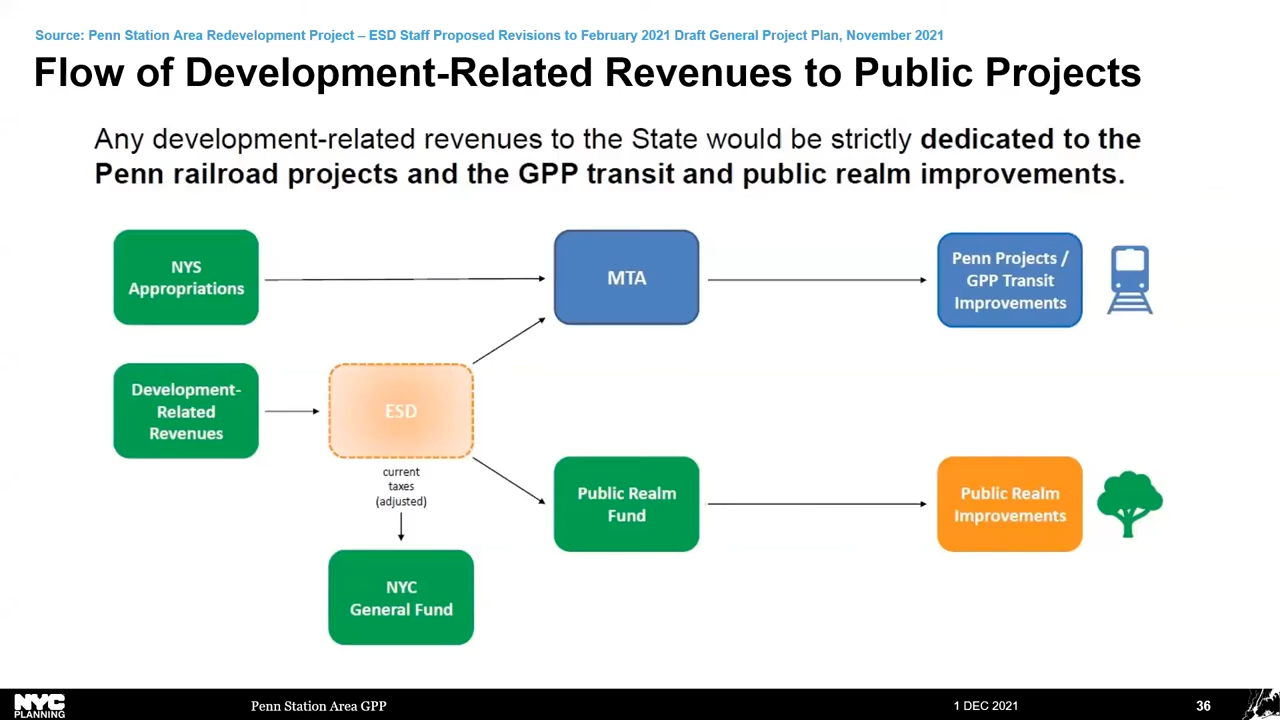 Source: Penn Station Area Redevelopment Project – ESD Staff Proposed Revisions to February 2021 Draft General Project Plan, November 2021
Flow of Development-Related Revenues to Public Projects
Any development-related revenues to the State would be strictly dedicated to the
Penn railroad projects and the GPP transit and public realm improvements.
NYS
Appropriations
MTA
Penn Projects /
GPP Transit
Improvements
Development-
Related
Revenues
ESD
current
taxes
(adjusted)
Public Realm
Fund
Public Realm
Improvements
NYC
General Fund
NYC
PLANNING
Penn Station Area GPP
1 DEC 2021
36